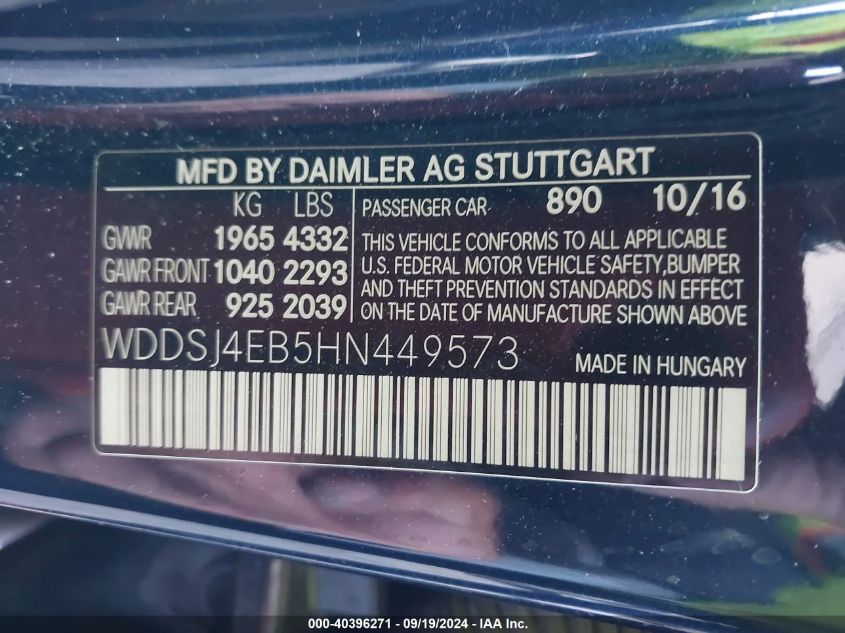 MFD BY DAIMLER AG STUTTGART
KG LBS
GVWR 1965 4332
GAWR FRONT 1040 2293
GAWR REAR 925 2039
PASSENGER CAR 890 10/16
THIS VEHICLE CONFORMS TO ALL APPLICABLE
U.S. FEDERAL MOTOR VEHICLE SAFETY, BUMPER
AND THEFT PREVENTION STANDARDS IN EFFECT
ON THE DATE OF MANUFACTURE SHOWN ABOVE
WDDSJ4EB5HN449573 MADE IN HUNGARY
000-40396271 - 09/19/2024 - IAA Inc.